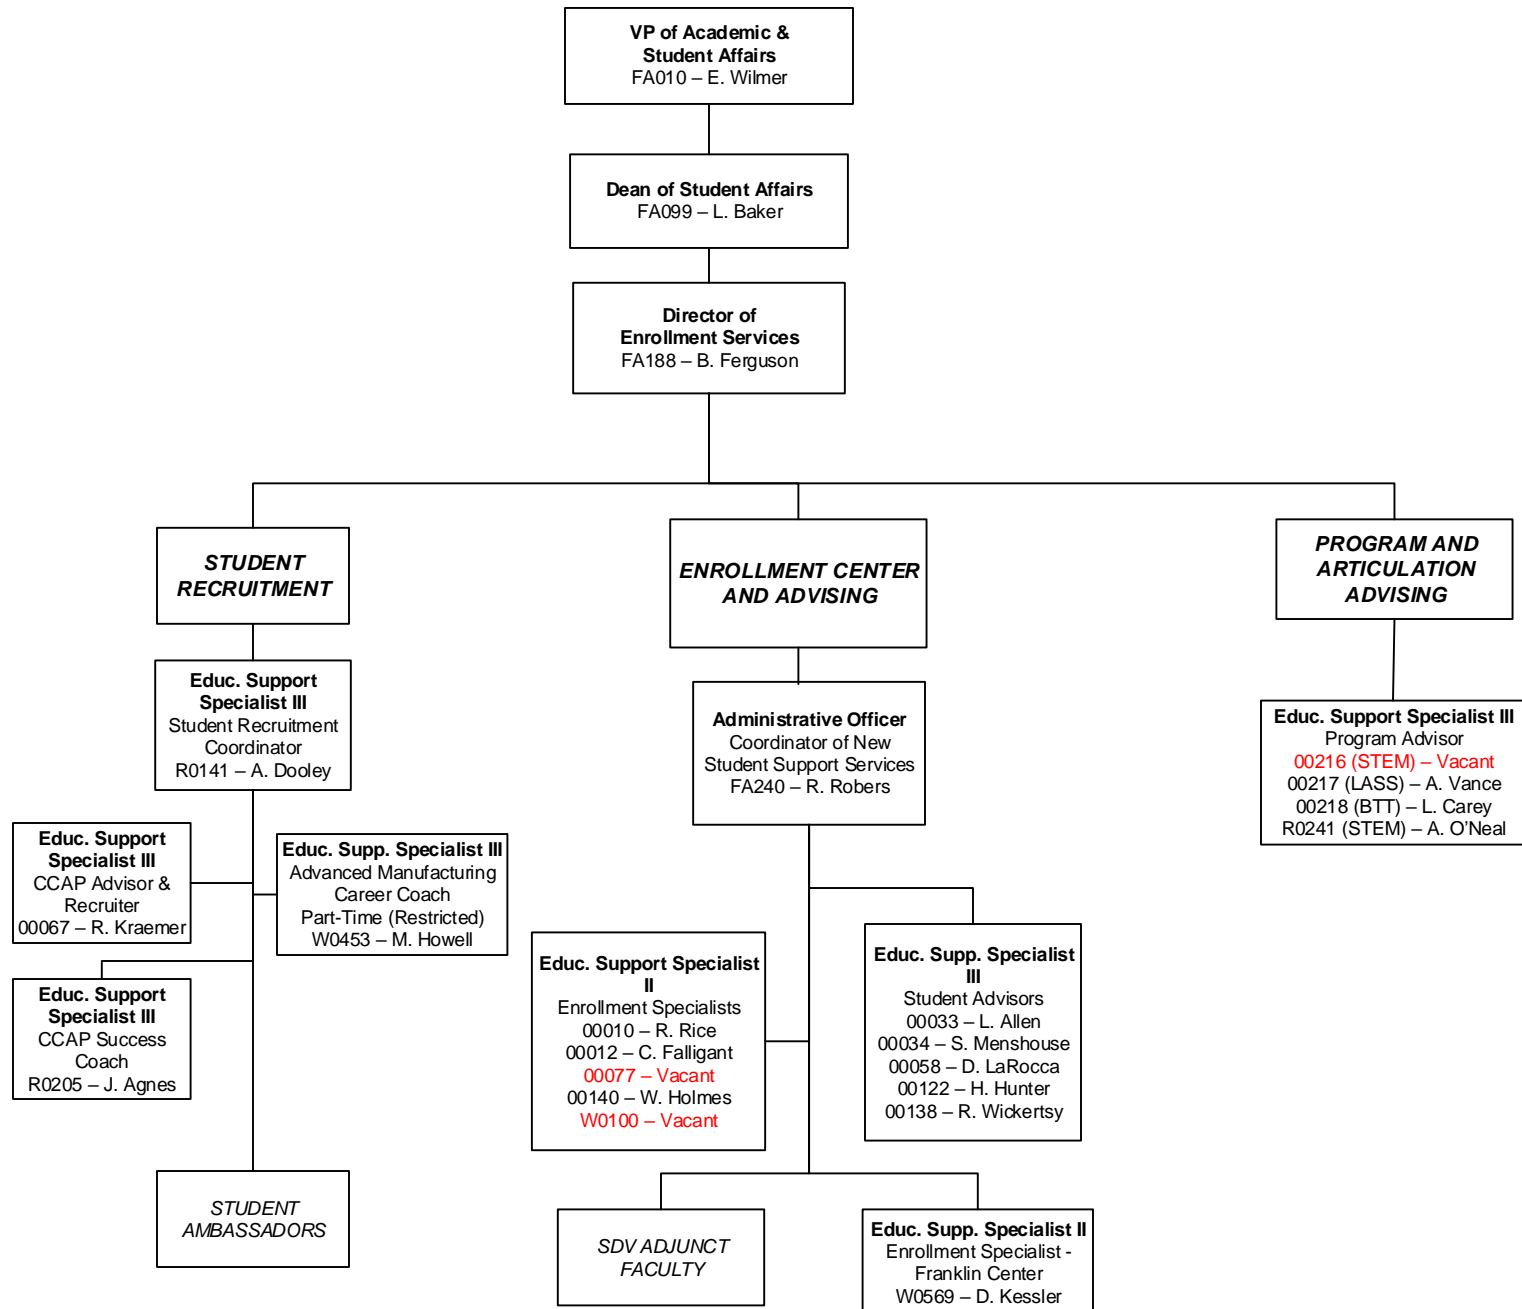 VP of Academic &
Student Affairs
FA010 – E. Wilmer
Dean of Student Affairs
FA099 – L. Baker
Director of
Enrollment Services
FA188 – B. Ferguson
STUDENT
RECRUITMENT
ENROLLMENT CENTER
AND ADVISING
PROGRAM AND
ARTICULATION
ADVISING
Educ. Support
Specialist III
Student Recruitment
Coordinator
R0141 – A. Dooley
Administrative Officer
Coordinator of New
Student Support Services
FA240 – R. Robers
Educ. Support Specialist III
Program Advisor
00216 (STEM) – Vacant
00217 (LASS) – A. Vance
00218 (BTT) – L. Carey
R0241 (STEM) – A. O’Neal
Educ. Support
Specialist III
CCAP Advisor &
Recruiter
00067 – R. Kraemer
Educ. Supp. Specialist III
Advanced Manufacturing
Career Coach
Part-Time (Restricted)
W0453 – M. Howell
Educ. Support
Specialist III
CCAP Success
Coach
R0205 – J. Agnes
Educ. Support Specialist
II
Enrollment Specialists
00010 – R. Rice
00012 – C. Falligant
00077 – Vacant
00140 – W. Holmes
W0100 – Vacant
Educ. Supp. Specialist
III
Student Advisors
00033 – L. Allen
00034 – S. Menshouse
00058 – D. LaRocca
00122 – H. Hunter
00138 – R. Wickertsy
STUDENT
AMBASSADORS
SDV ADJUNCT
FACULTY
Educ. Supp. Specialist II
Enrollment Specialist -
Franklin Center
W0569 – D. Kessler